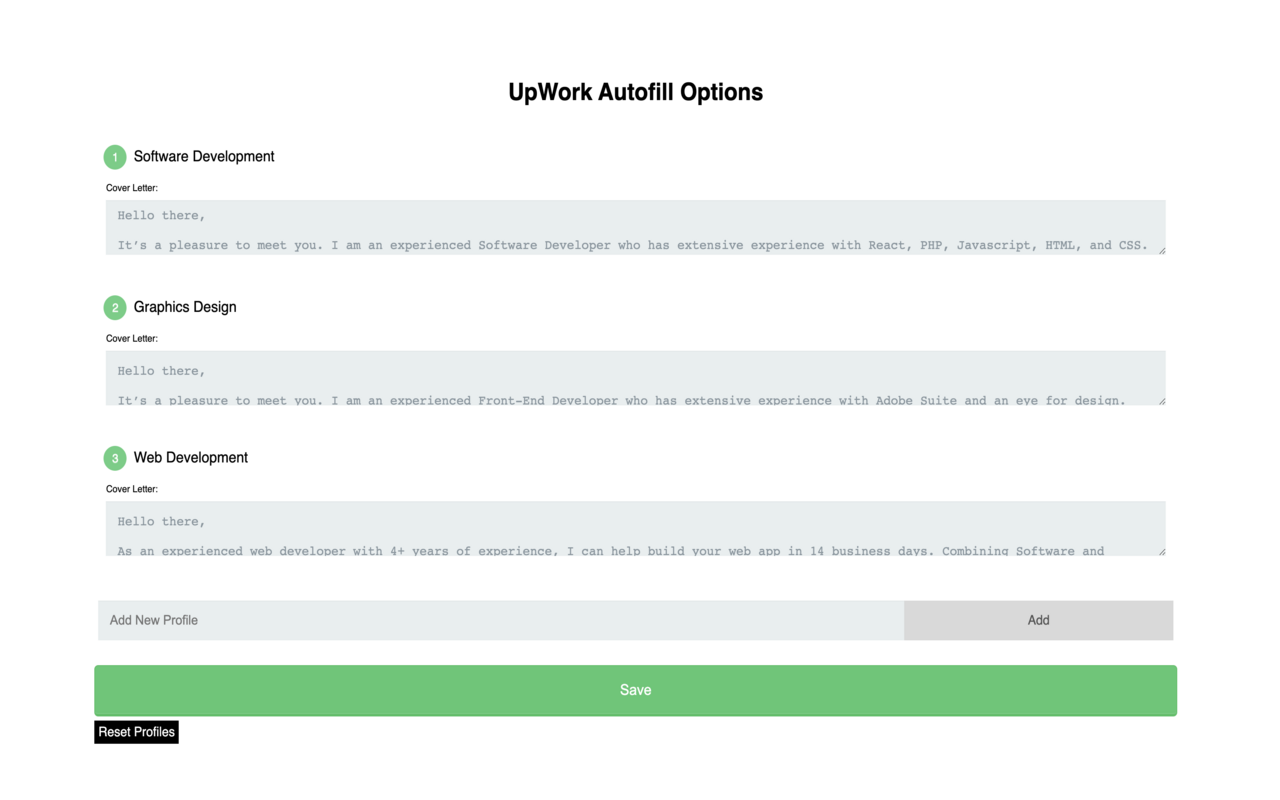 UpWork Autofill Options
1 Software Development
Cover Letter:
Hello there,
It’s a pleasure to meet you. I am an experienced Software Developer who has extensive experience with React, PHP, Javascript, HTML, and CSS.
2 Graphics Design
Cover Letter:
Hello there,
It’s a pleasure to meet you. I am an experienced Front-End Developer who has extensive experience with Adobe Suite and an eye for design.
3 Web Development
Cover Letter:
Hello there,
As an experienced web developer with 4+ years of experience, I can help build your web app in 14 business days. Combining Software and
Add New Profile Add
Save
Reset Profiles